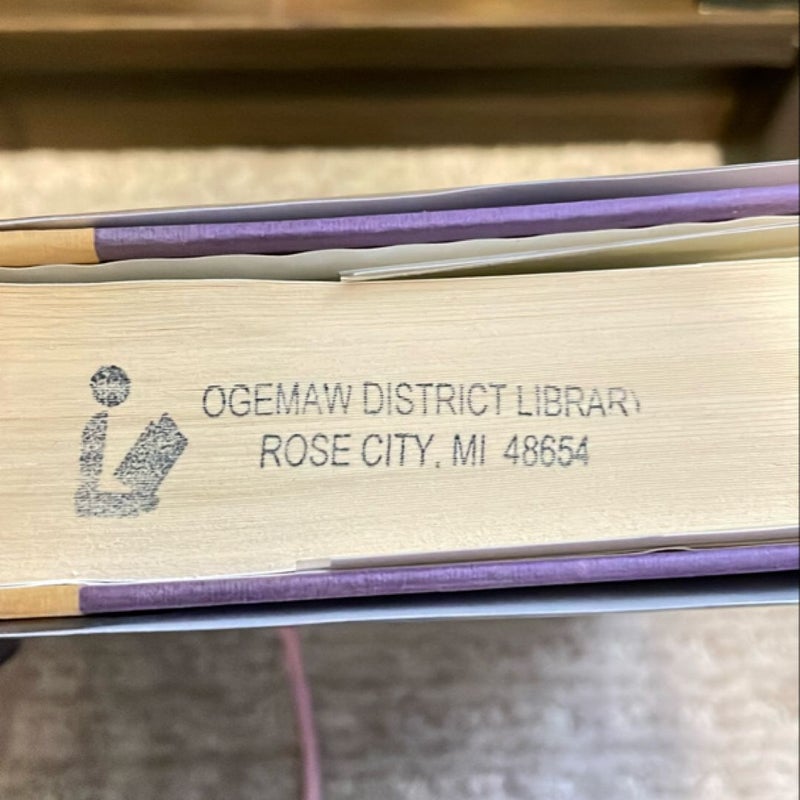 OGEMAW DISTRICT LIBRARY
ROSE CITY, MI 48654